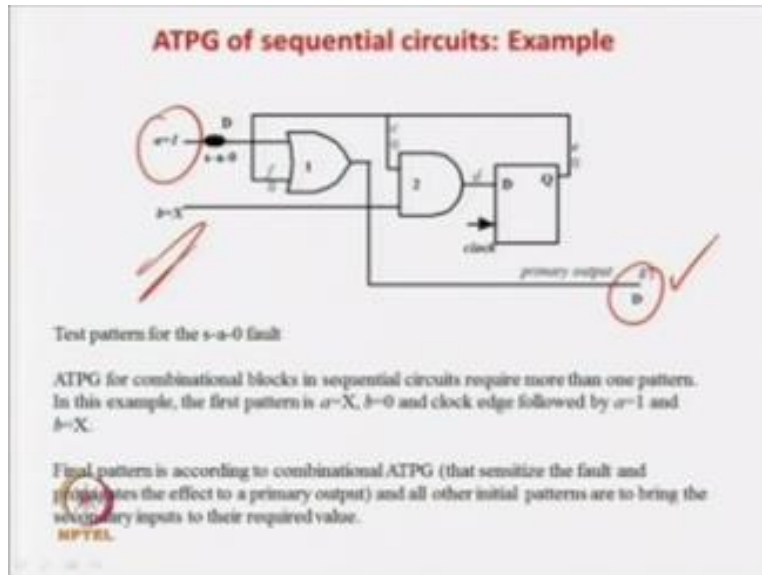 ATPG of sequential circuits: Example
D
a=1
s-a-0
1
2
d
D
Q
f
0
0
0
b=X
clock
primary output
D
Test pattern for the s-a-0 fault
ATPG for combinational blocks in sequential circuits require more than one pattern.
In this example, the first pattern is a=X, b=0 and clock edge followed by a=1 and
b=X.
Final pattern is according to combinational ATPG (that sensitize the fault and
propagates the effect to a primary output) and all other initial patterns are to bring the
secondary inputs to their required value.
NPTEL